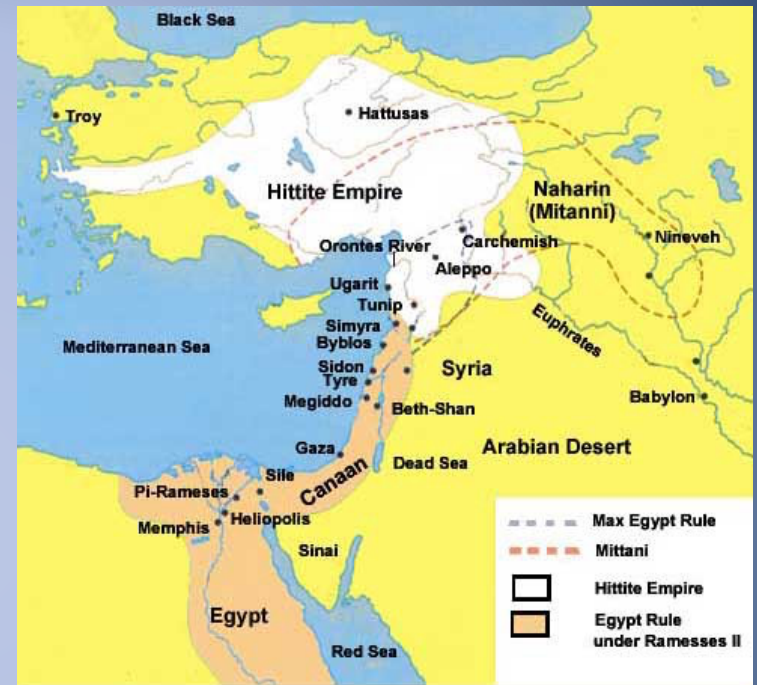 Black Sea
Troy
Hattusas
Hittite Empire
Naharin
(Mitanni)
Orontes River
Carchemish
Nineveh
Aleppo
Ugarit
Tunip
Simyra
Byblos
Euphrates
Mediterranean Sea
Sidon
Tyre
Syria
Megiddo
Beth-Shan
Babylon
Gaza
Canaan
Dead Sea
Arabian Desert
Sile
Pi-Rameses
Heliopolis
Memphis
Sinai
Egypt
Red Sea
Max Egypt Rule
Mittani
Hittite Empire
Egypt Rule
under Ramesses II